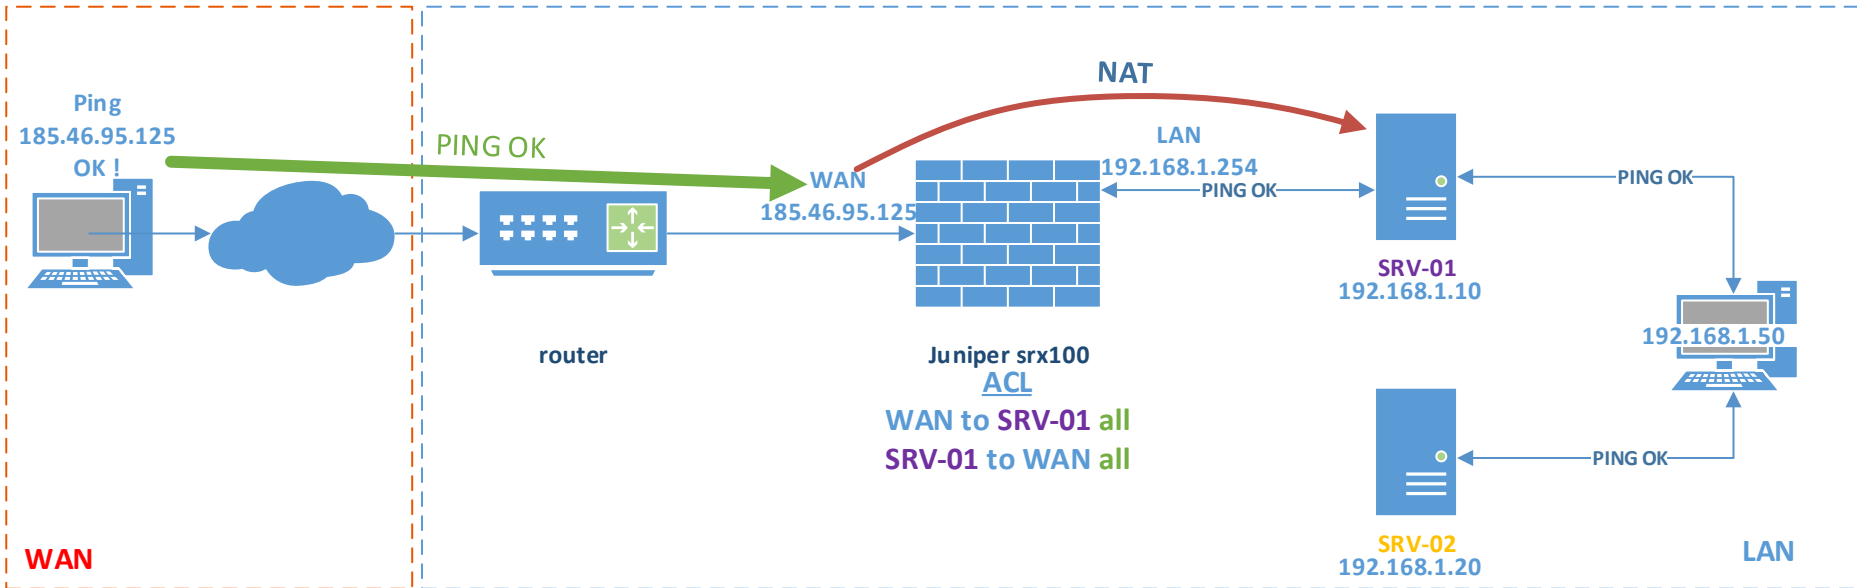 Ping
185.46.95.125
OK !
PING OK
WAN
185.46.95.125
NAT
LAN
192.168.1.254
PING OK
PING OK
SRV-01
192.168.1.10
192.168.1.50
router
Juniper srx100
ACL
WAN to SRV-01 all
SRV-01 to WAN all
PING OK
SRV-02
192.168.1.20
WAN
LAN